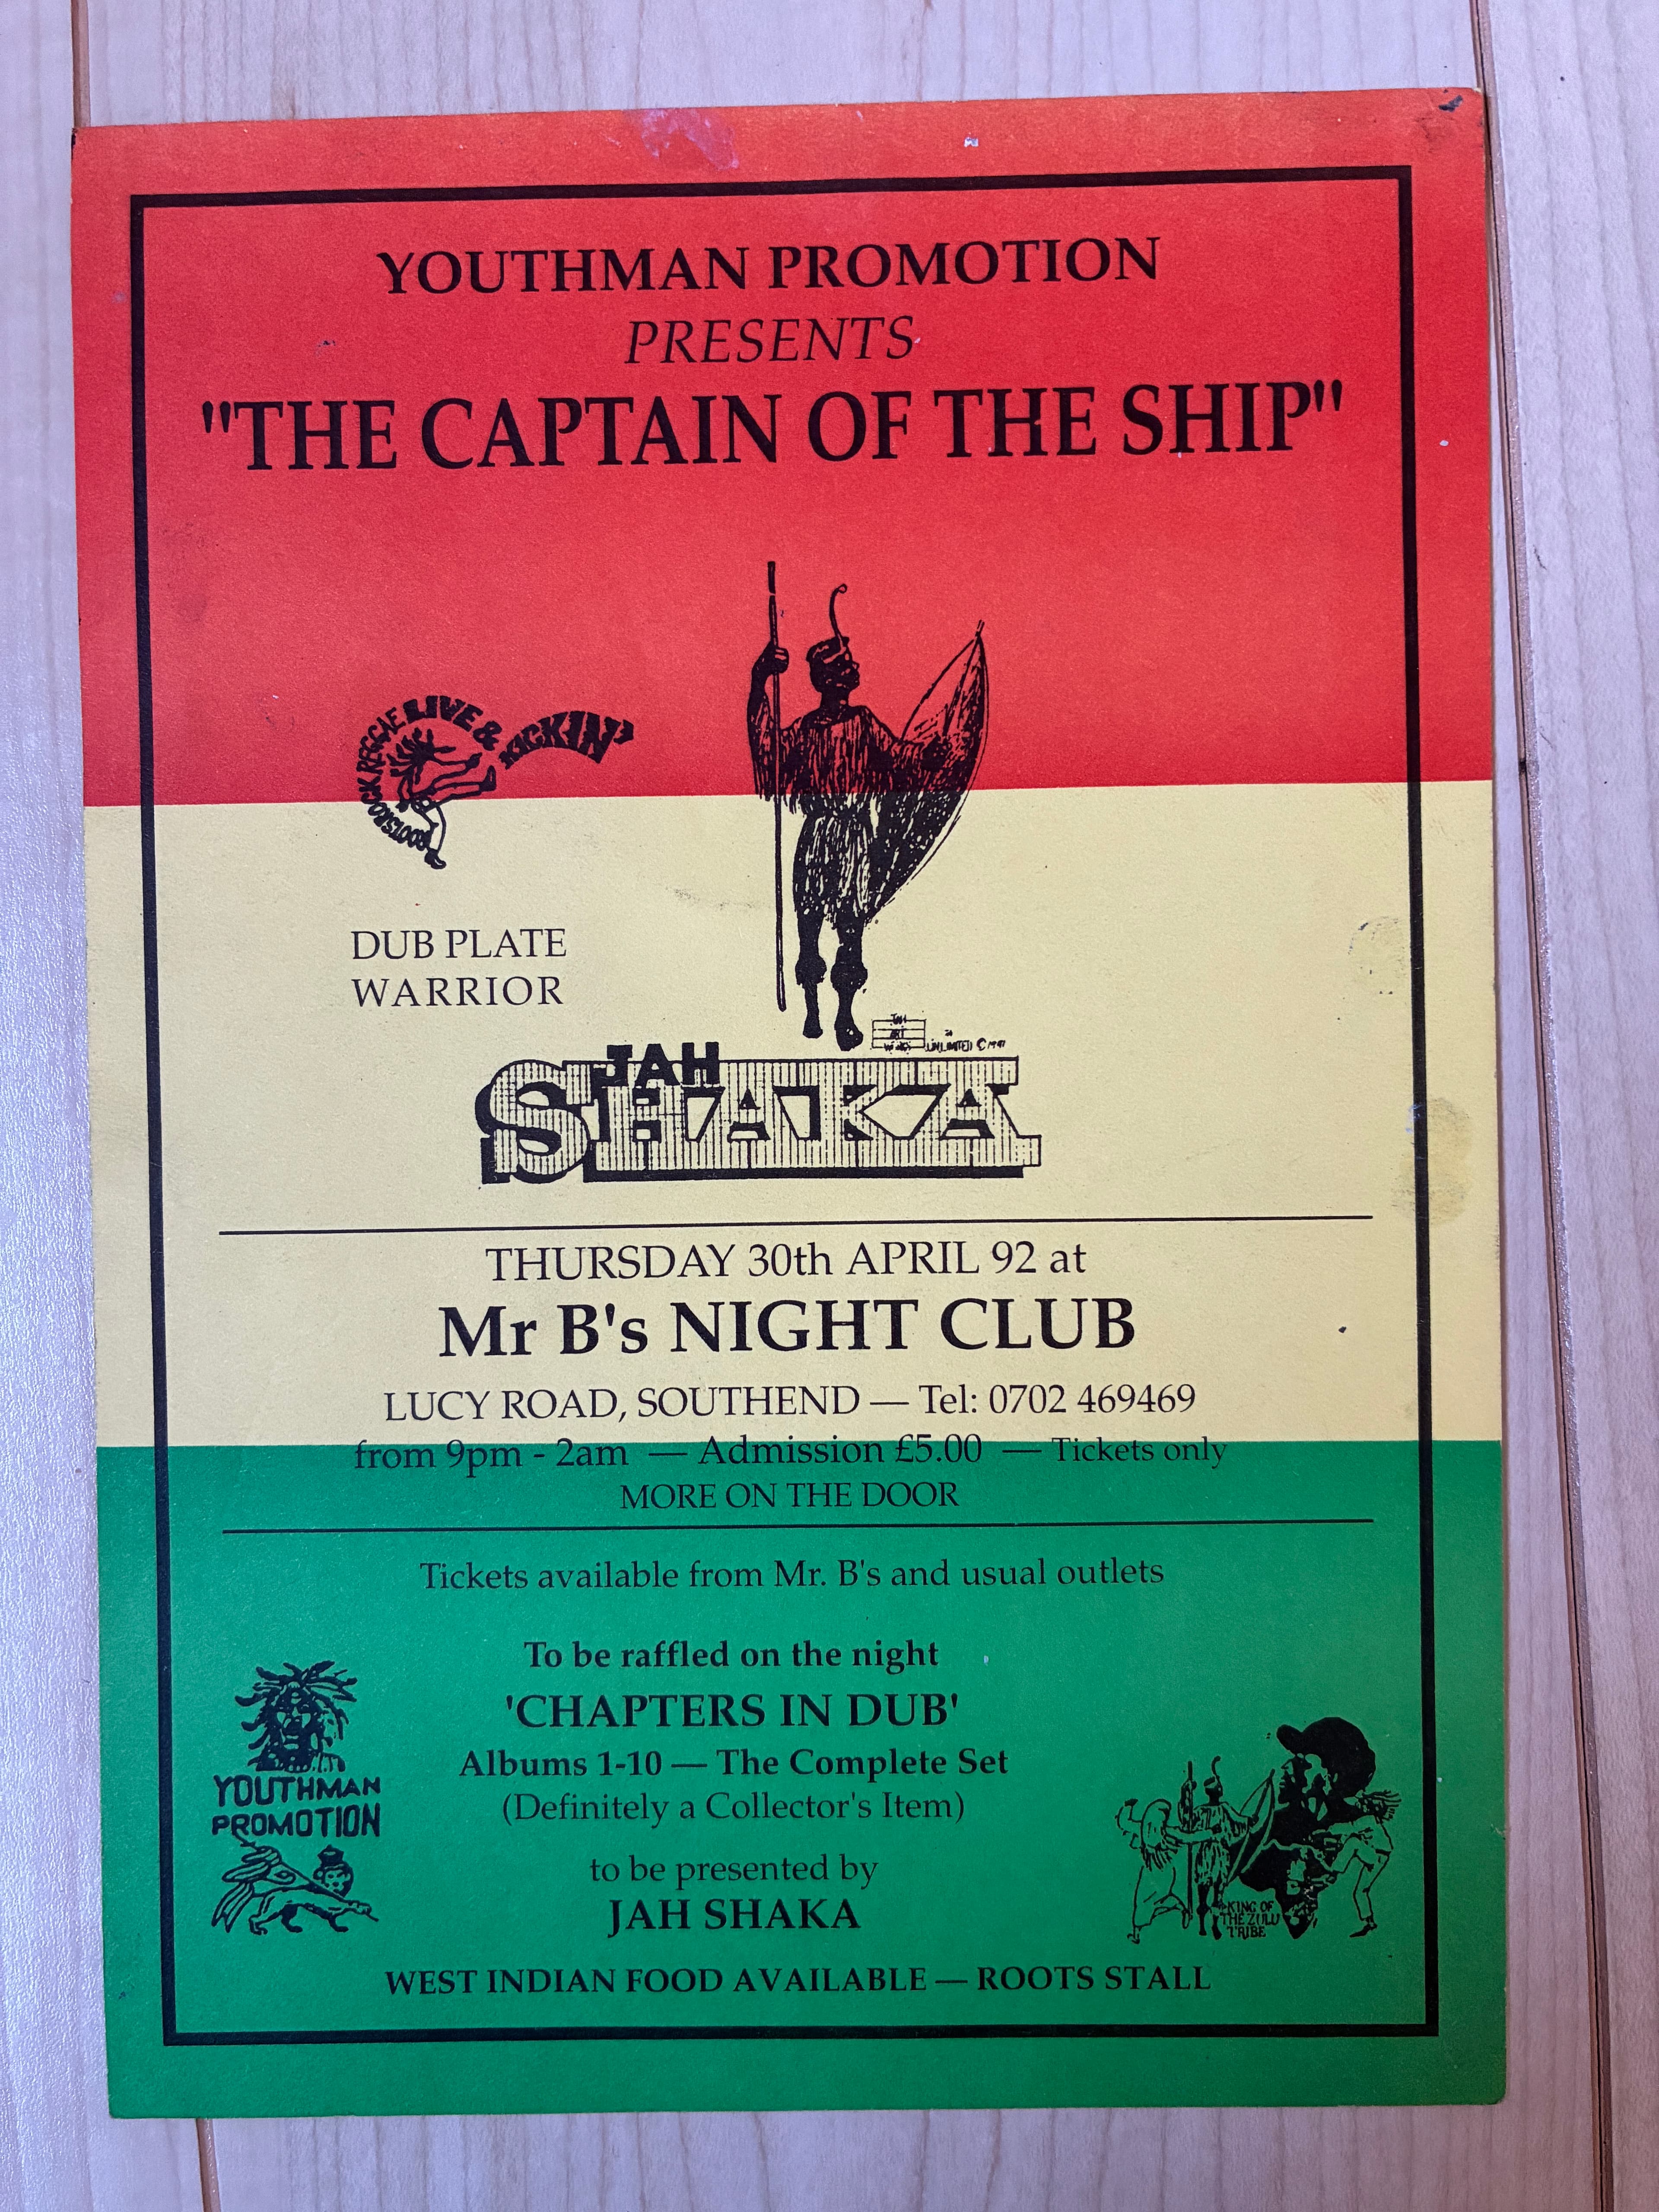 YOUTHMAN PROMOTION
PRESENTS
"THE CAPTAIN OF THE SHIP"
ROOTSROCK REGGAE LIVE & KICKIN'
DUB PLATE
WARRIOR
UNLIMITED ©
JAH
SHAKA
THURSDAY 30th APRIL 92 at
Mr B's NIGHT CLUB
LUCY ROAD, SOUTHEND — Tel: 0702 469469
from 9pm - 2am — Admission £5.00 — Tickets only
MORE ON THE DOOR
Tickets available from Mr. B's and usual outlets
To be raffled on the night
'CHAPTERS IN DUB'
Albums 1-10 — The Complete Set
(Definitely a Collector's Item)
to be presented by
JAH SHAKA
YOUTHMAN
PROMOTION
KING OF
THE ZULU
TRIBE
WEST INDIAN FOOD AVAILABLE — ROOTS STALL